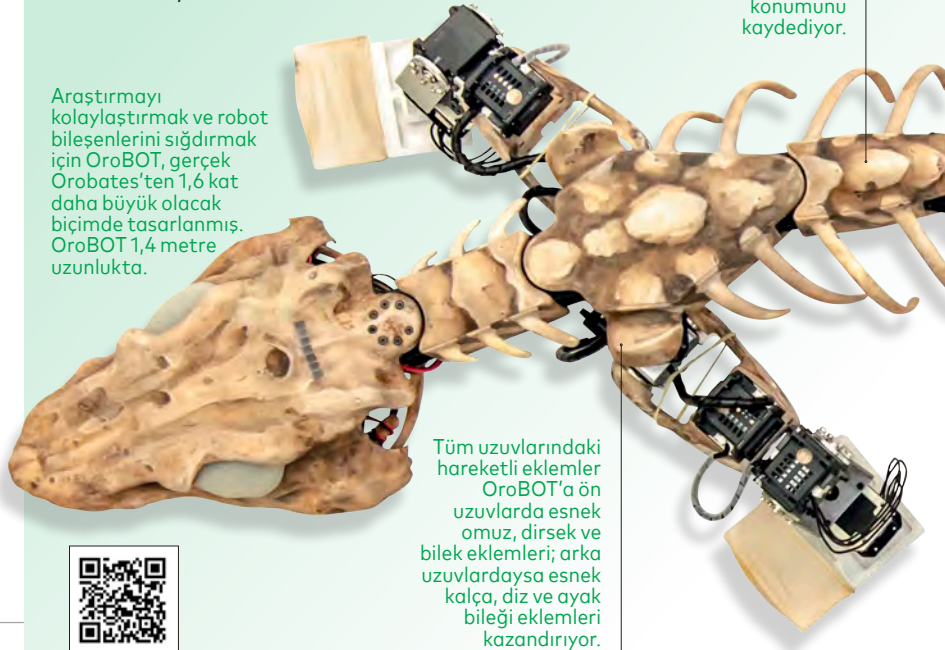 konumunu
kaydediyor.
Araştırmayı
kolaylaştırmak ve robot
bileşenlerini sığdırmak
için OroBOT, gerçek
Orobates’ten 1,6 kat
daha büyük olacak
biçimde tasarlanmış.
OroBOT 1,4 metre
uzunlukta.
Tüm uzuvlarındaki
hareketli eklemler
OroBOT’a ön
uzuvlarda esnek
omuz, dirsek ve
bilek eklemleri; arka
uzuvlardaysa esnek
kalça, diz ve ayak
bileği eklemleri
kazandırıyor.